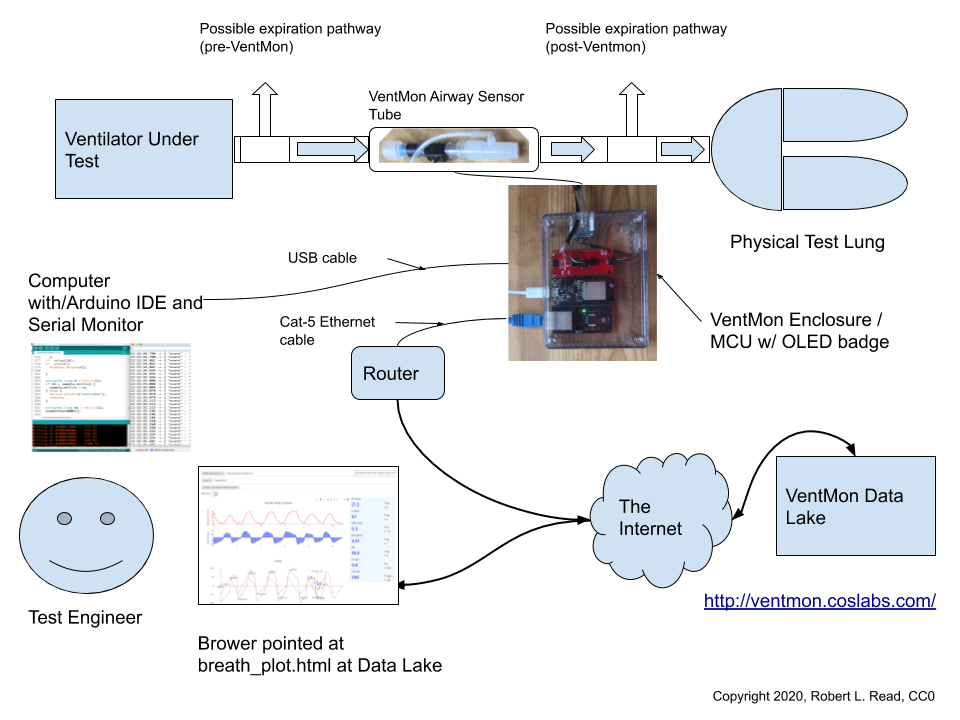 Possible expiration pathway
(pre-VentMon)
Possible expiration pathway
(post-Ventmon)
VentMon Airway Sensor
Tube
Ventilator Under
Test
Physical Test Lung
USB cable
Computer
with/Arduino IDE and
Serial Monitor
Cat-5 Ethernet
cable
VentMon Enclosure /
MCU w/ OLED badge
Router
The
Internet
VentMon Data
Lake
http://ventmon.coslabs.com/
Test Engineer
Brower pointed at
breath_plot.html at Data Lake
Copyright 2020, Robert L. Read, CC0